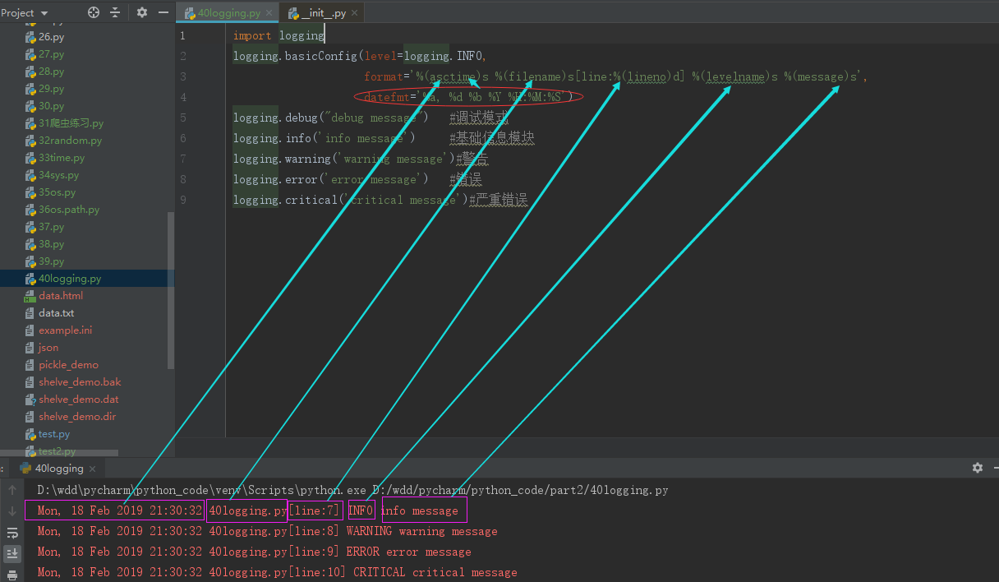 Project
40logging.py
__init__.py
26.py
27.py
28.py
29.py
30.py
31爬虫练习.py
32random.py
33time.py
34sys.py
35os.py
36os.path.py
37.py
38.py
39.py
40logging.py
data.html
data.txt
example.ini
json
pickle_demo
shelve_demo.bak
shelve_demo.dat
shelve_demo.dir
test.py
test2.py
1 import logging
2 logging.basicConfig(level=logging.INFO,
3 format='%(asctime)s %(filename)s[line:%(lineno)d] %(levelname)s %(message)s',
4 datefmt='%a, %d %b %Y %H:%M:%S')
5 logging.debug("debug message") #调试模式
6 logging.info('info message') #基础信息模块
7 logging.warning('warning message')#警告
8 logging.error('error message') #错误
9 logging.critical('critical message')#严重错误
40logging
D:\wdd\pycharm\python_code\venv\Scripts\python.exe D:/wdd/pycharm/python_code/part2/40logging.py
Mon, 18 Feb 2019 21:30:32 40logging.py[line:7] INFO info message
Mon, 18 Feb 2019 21:30:32 40logging.py[line:8] WARNING warning message
Mon, 18 Feb 2019 21:30:32 40logging.py[line:9] ERROR error message
Mon, 18 Feb 2019 21:30:32 40logging.py[line:10] CRITICAL critical message